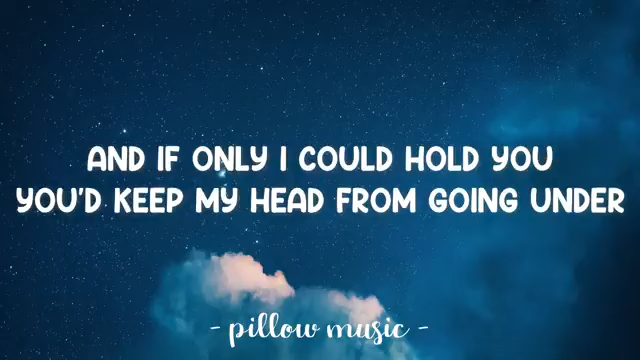 AND IF ONLY I COULD HOLD YOU
YOU'D KEEP MY HEAD FROM GOING UNDER
- pillow music -